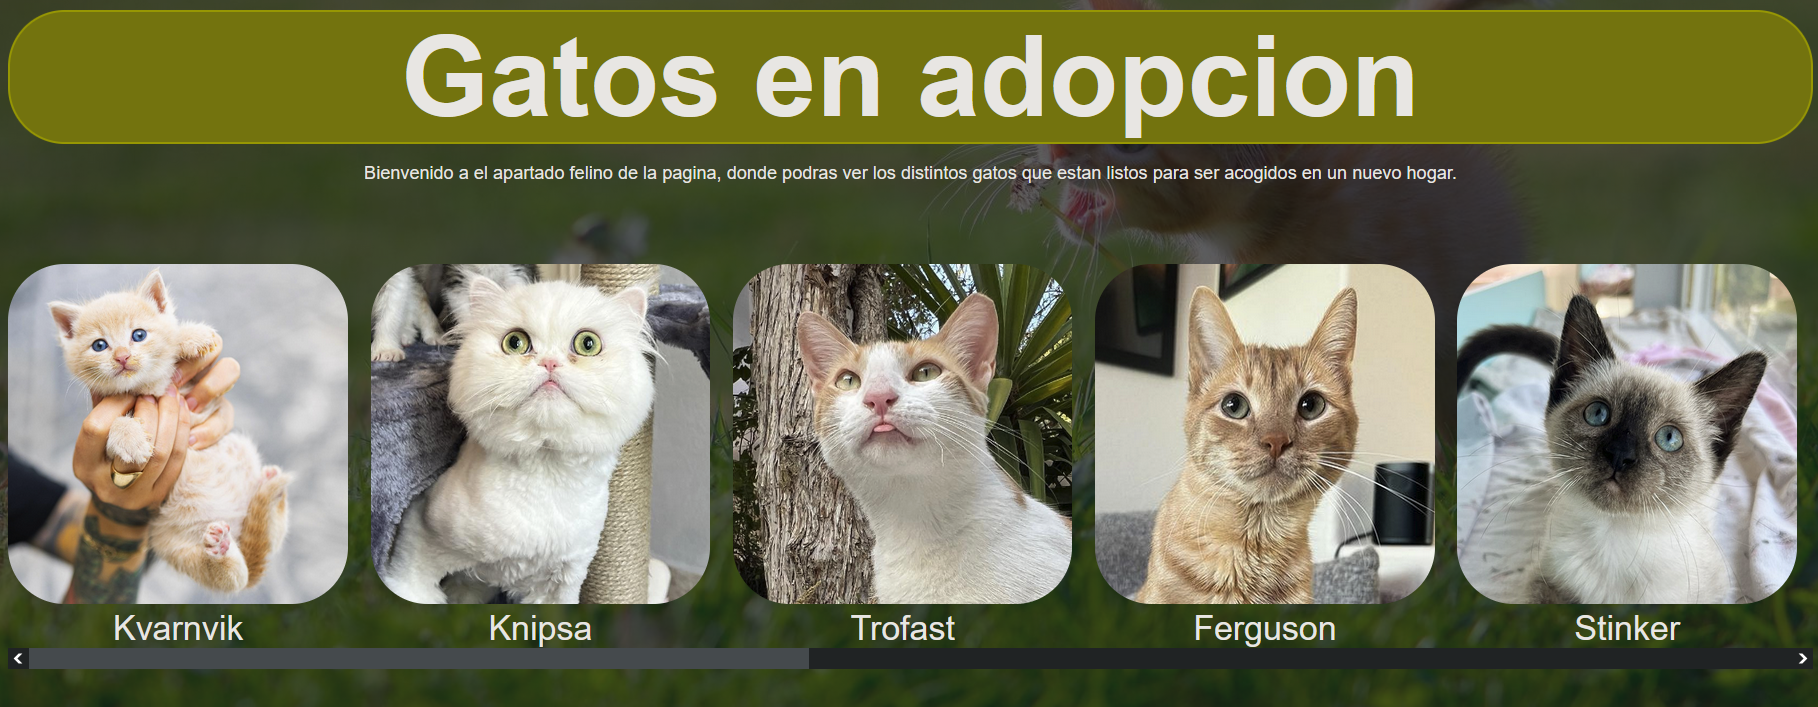 Gatos en adopcion
Bienvenido a el apartado felino de la pagina, donde podras ver los distintos gatos que estan listos para ser acogidos en un nuevo hogar.
Kvarnvik
Knipsa
Trofast
Ferguson
Stinker